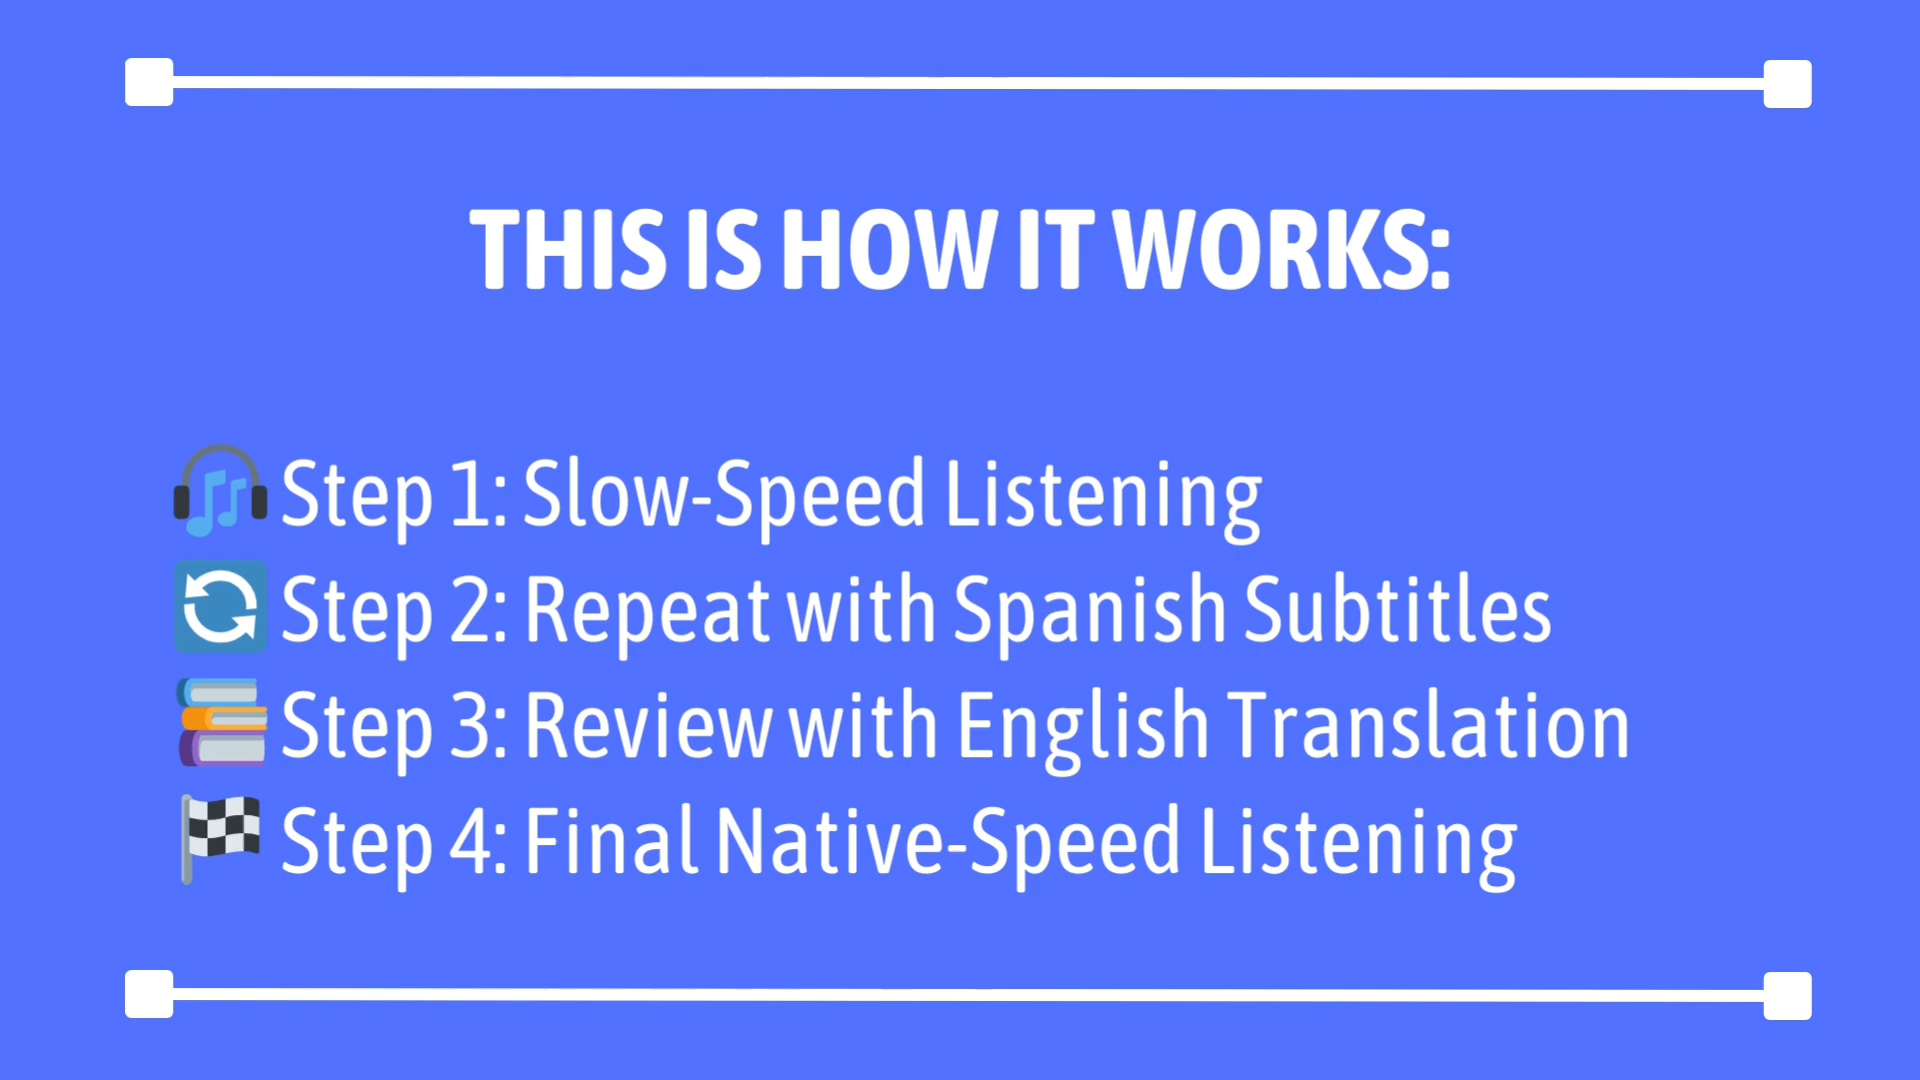 THIS IS HOW IT WORKS:
Step 1: Slow-Speed Listening
Step 2: Repeat with Spanish Subtitles
Step 3: Review with English Translation
Step 4: Final Native-Speed Listening